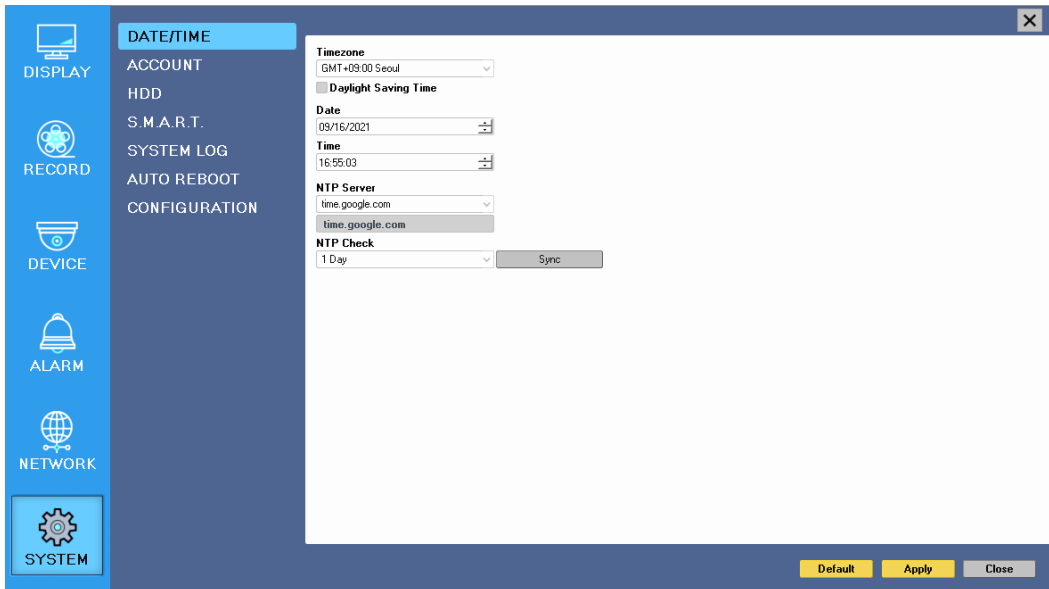 DISPLAY
RECORD
DEVICE
ALARM
NETWORK
SYSTEM
DATE/TIME
ACCOUNT
HDD
S.M.A.R.T.
SYSTEM LOG
AUTO REBOOT
CONFIGURATION
Timezone
GMT+09:00 Seoul
Daylight Saving Time
Date
09/16/2021
Time
16:55:03
NTP Server
time.google.com
time.google.com
NTP Check
1 Day
Sync
Default
Apply
Close